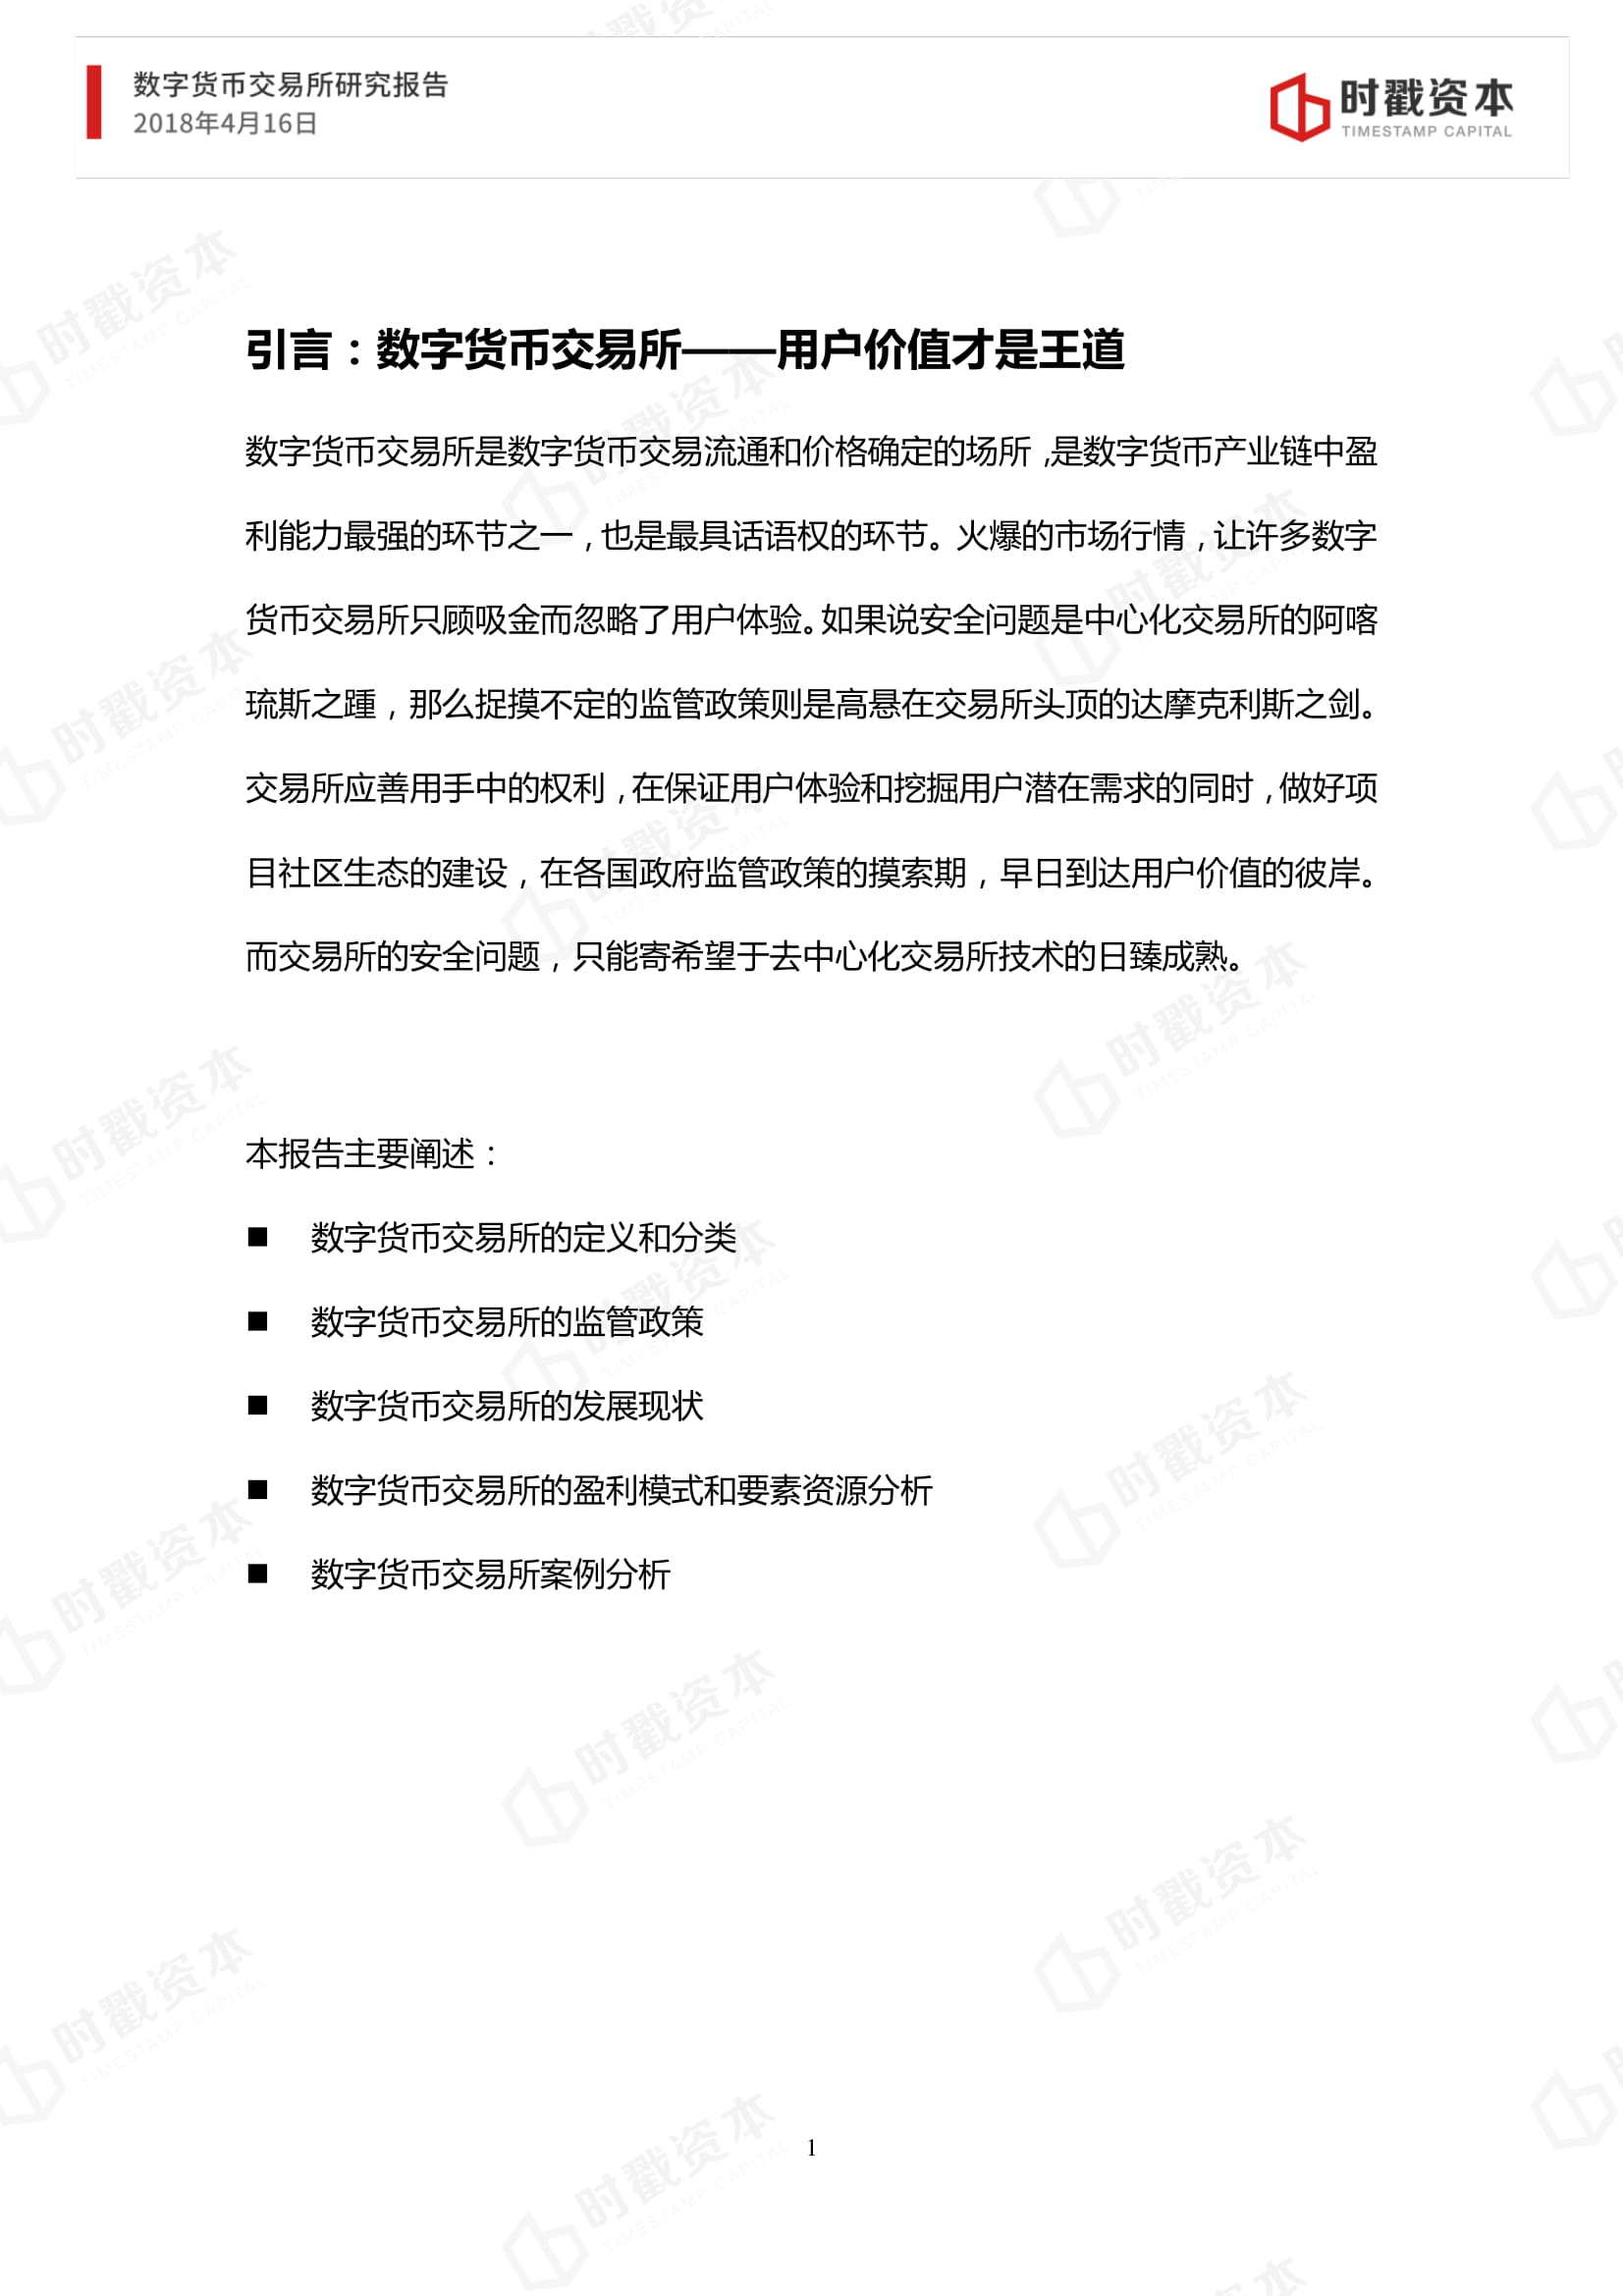 数字货币交易所研究报告
2018年4月16日
时戳资本
TIMESTAMP CAPITAL
引言：数字货币交易所——用户价值才是王道
数字货币交易所是数字货币交易流通和价格确定的场所，是数字货币产业链中盈
利能力最强的环节之一，也是最具话语权的环节。火爆的市场行情，让许多数字
货币交易所只顾吸金而忽略了用户体验。如果说安全问题是中心化交易所的阿喀
琉斯之踵，那么捉摸不定的监管政策则是高悬在交易所头顶的达摩克利斯之剑。
交易所应善用手中的权利，在保证用户体验和挖掘用户潜在需求的同时，做好项
目社区生态的建设，在各国政府监管政策的摸索期，早日到达用户价值的彼岸。
而交易所的安全问题，只能寄希望于去中心化交易所技术的日臻成熟。
本报告主要阐述：
■ 数字货币交易所的定义和分类
■ 数字货币交易所的监管政策
■ 数字货币交易所的发展现状
■ 数字货币交易所的盈利模式和要素资源分析
■ 数字货币交易所案例分析
1